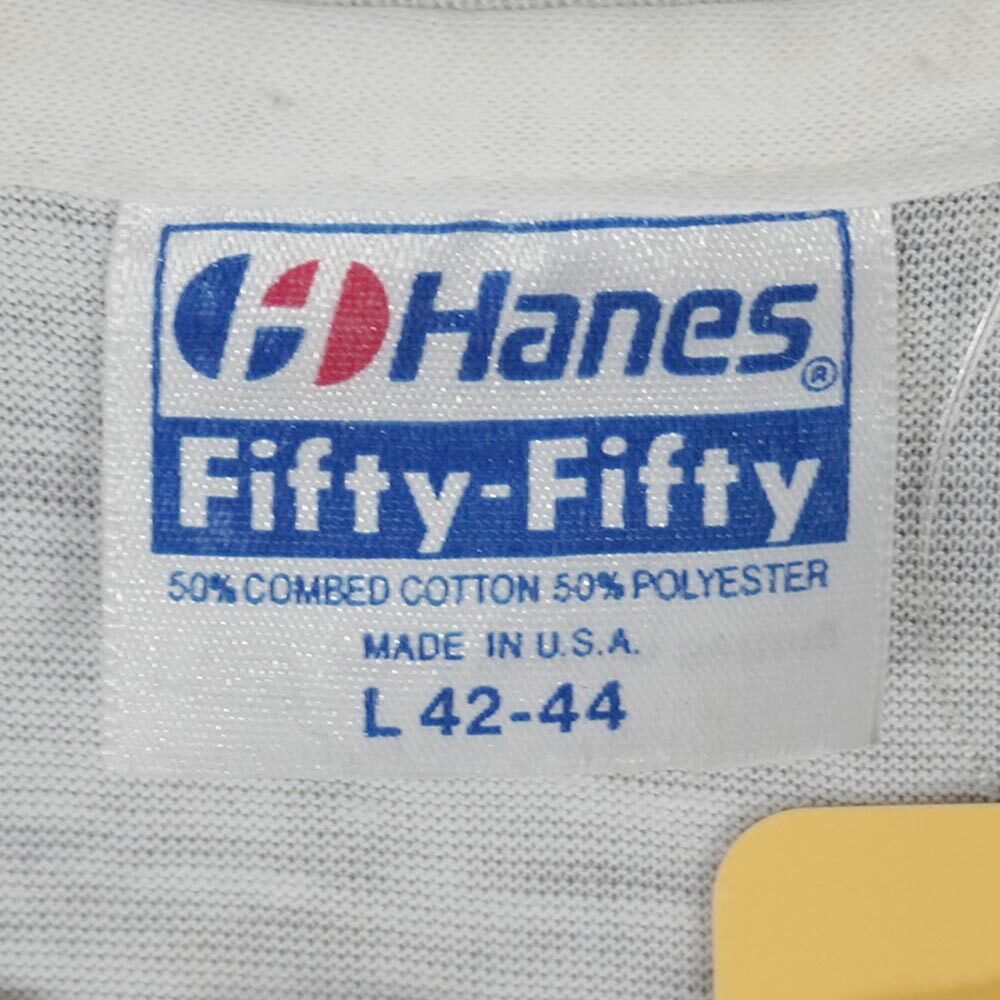 Hanes®
Fifty-Fifty
50% COMBED COTTON 50% POLYESTER
MADE IN U.S.A.
L 42-44